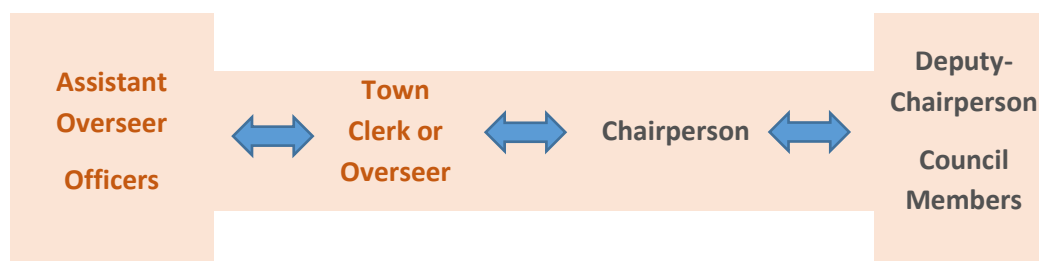 Assistant
Overseer
Officers
Town
Clerk or
Overseer
Chairperson
Deputy-
Chairperson
Council
Members